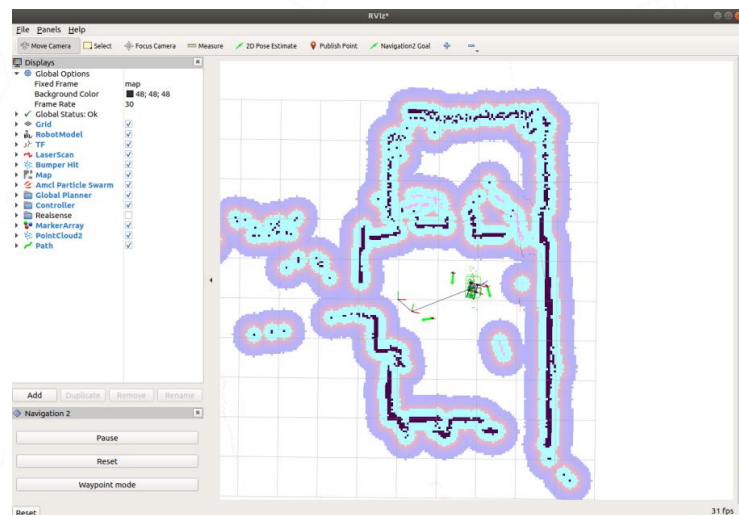 RViz*
File Panels Help
Move Camera Select Focus Camera Measure 2D Pose Estimate Publish Point Navigation2 Goal
Displays
Global Options
Fixed Frame map
Background Color 48; 48; 48
Frame Rate 30
Global Status: Ok
Grid
RobotModel
TF
LaserScan
Bumper Hit
Map
Amcl Particle Swarm
Global Planner
Controller
Realsense
MarkerArray
PointCloud2
Path
Add Duplicate Remove Rename
Navigation 2
Pause
Reset
Waypoint mode
Reset 31 fps